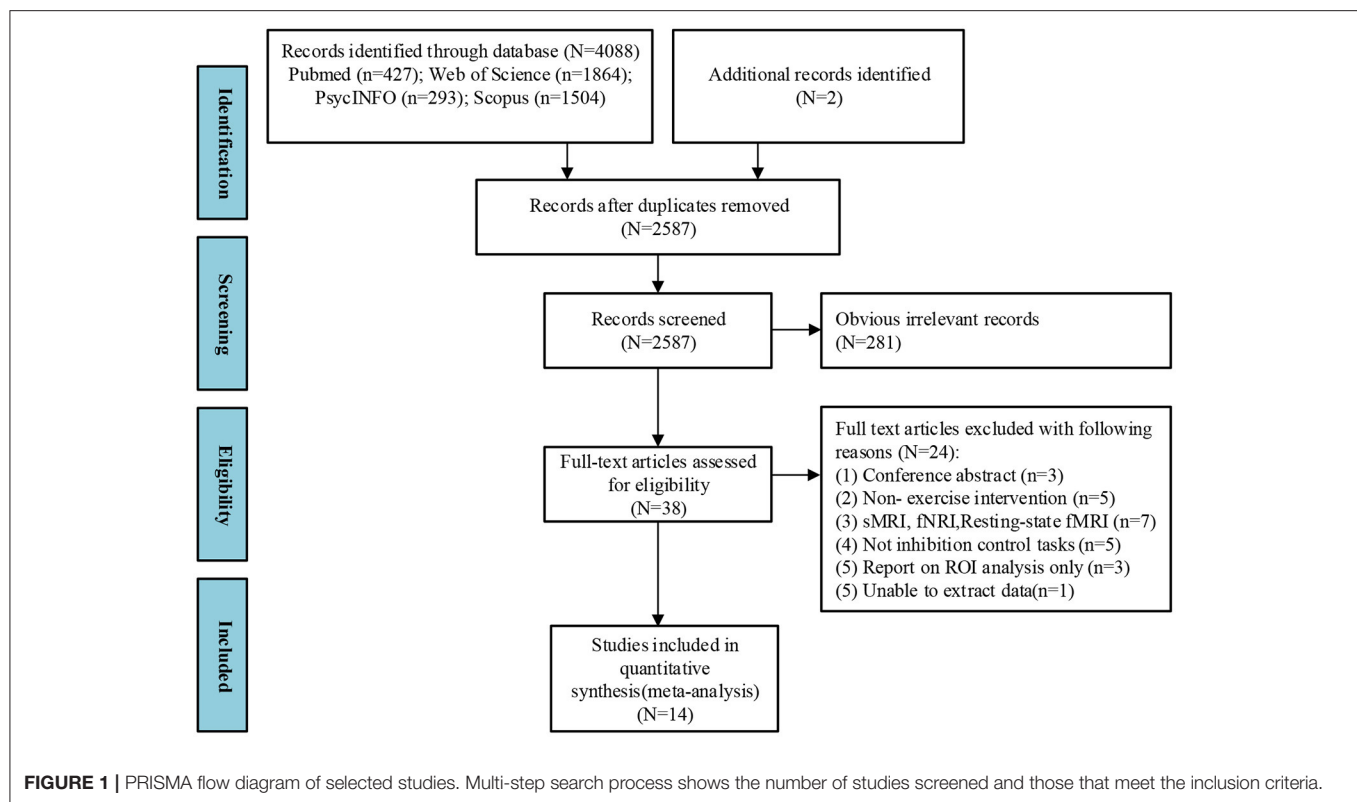 Identification
Records identified through database (N=4088)
Pubmed (n=427); Web of Science (n=1864);
PsycINFO (n=293); Scopus (n=1504)
Additional records identified
(N=2)
Records after duplicates removed
(N=2587)
Screening
Records screened
(N=2587)
Obvious irrelevant records
(N=281)
Eligibility
Full-text articles assessed
for eligibility
(N=38)
Full text articles excluded with following
reasons (N=24):
(1) Conference abstract (n=3)
(2) Non- exercise intervention (n=5)
(3) sMRI, fNRI,Resting-state fMRI (n=7)
(4) Not inhibition control tasks (n=5)
(5) Report on ROI analysis only (n=3)
(5) Unable to extract data(n=1)
Included
Studies included in
quantitative
synthesis(meta-analysis)
(N=14)
FIGURE 1 | PRISMA flow diagram of selected studies. Multi-step search process shows the number of studies screened and those that meet the inclusion criteria.